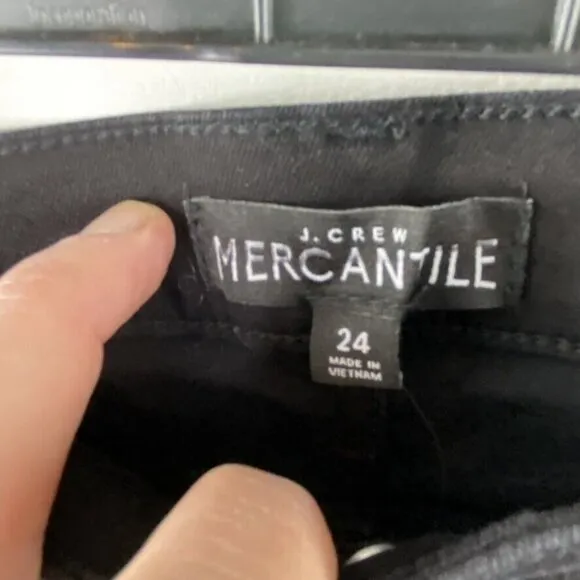 J. CREW
MERCANTILE
24
MADE IN
VIETNAM